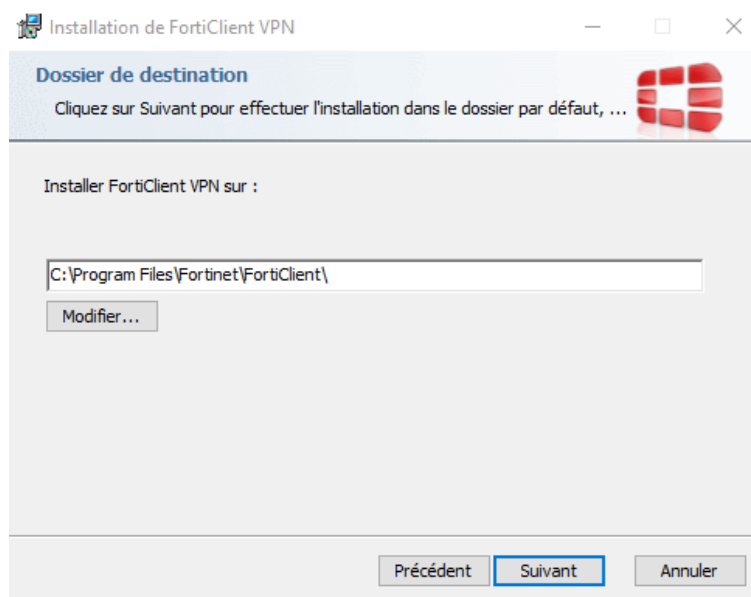 Installation de FortiClient VPN
Dossier de destination
Cliquez sur Suivant pour effectuer l'installation dans le dossier par défaut, ...
Installer FortiClient VPN sur :
C:\Program Files\Fortinet\FortiClient\
Modifier...
Précédent Suivant Annuler